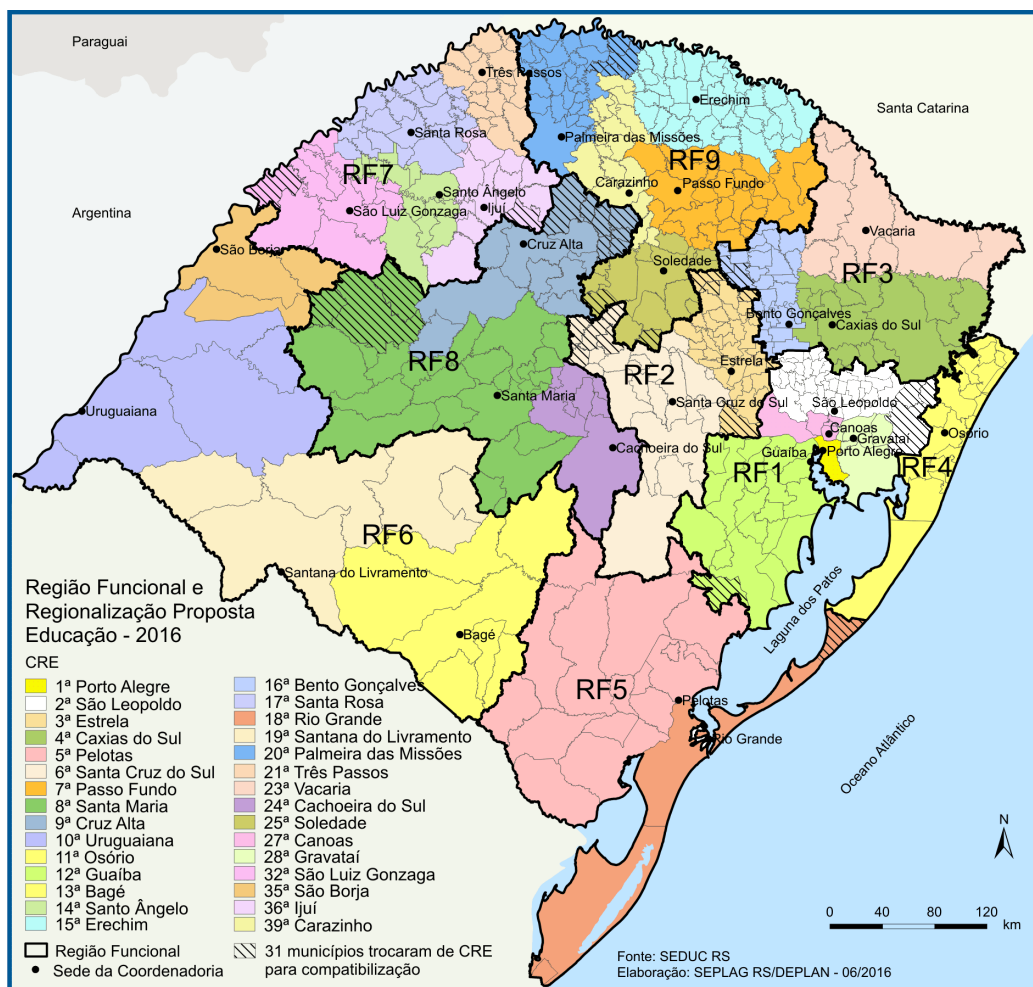 Paraguai
Três Passos
Erechim
Santa Catarina
Santa Rosa
Palmeira das Missões
RF9
RF7
Santo Ângelo
Carazinho
Passo Fundo
Ijuí
São Luiz Gonzaga
Argentina
Vacaria
São Borja
Cruz Alta
Soledade
RF3
Bento Gonçalves
Caxias do Sul
RF8
Estrela
RF2
Santa Maria
Santa Cruz do Sul
São Leopoldo
Uruguaiana
Canoas
Gravataí
Osório
Cachoeira do Sul
Guaíba
Porto Alegre
RF1
RF4
RF6
Santana do Livramento
Laguna dos Patos
Bagé
RF5
Pelotas
Rio Grande
Oceano Atlântico
Região Funcional e
Regionalização Proposta
Educação - 2016
CRE
1ª Porto Alegre
2ª São Leopoldo
3ª Estrela
4ª Caxias do Sul
5ª Pelotas
6ª Santa Cruz do Sul
7ª Passo Fundo
8ª Santa Maria
9ª Cruz Alta
10ª Uruguaiana
11ª Osório
12ª Guaíba
13ª Bagé
14ª Santo Ângelo
15ª Erechim
16ª Bento Gonçalves
17ª Santa Rosa
18ª Rio Grande
19ª Santana do Livramento
20ª Palmeira das Missões
21ª Três Passos
23ª Vacaria
24ª Cachoeira do Sul
25ª Soledade
27ª Canoas
28ª Gravataí
32ª São Luiz Gonzaga
35ª São Borja
36ª Ijuí
39ª Carazinho
Região Funcional
Sede da Coordenadoria
31 municípios trocaram de CRE
para compatibilização
N
0 40 80 120
km
Fonte: SEDUC RS
Elaboração: SEPLAG RS/DEPLAN - 06/2016